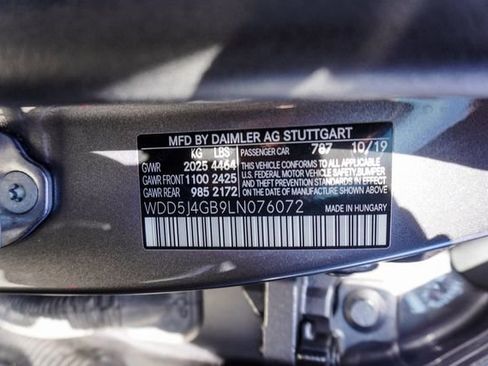 MFD BY DAIMLER AG STUTTGART
KG LBS PASSENGER CAR 787 10/19
GVWR 2025 4464 THIS VEHICLE CONFORMS TO ALL APPLICABLE
GAWR FRONT 1100 2425 U.S. FEDERAL MOTOR VEHICLE SAFETY, BUMPER
GAWR REAR 985 2172 AND THEFT PREVENTION STANDARDS IN EFFECT
ON THE DATE OF MANUFACTURE SHOWN ABOVE
WDD5J4GB9LN076072 MADE IN HUNGARY